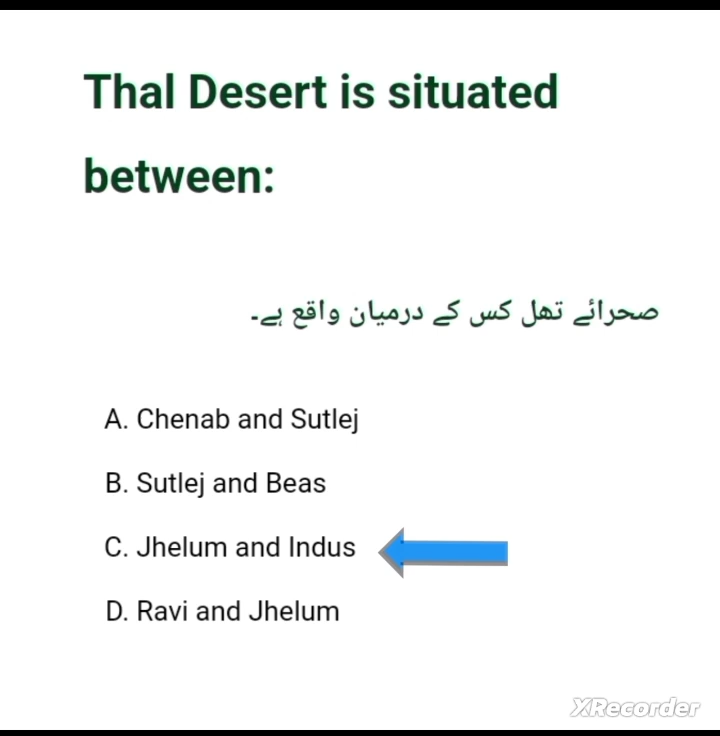 Thal Desert is situated
between:
صحرائے تھل کس کے درمیان واقع ہے۔
A. Chenab and Sutlej
B. Sutlej and Beas
C. Jhelum and Indus
D. Ravi and Jhelum
XRecorder